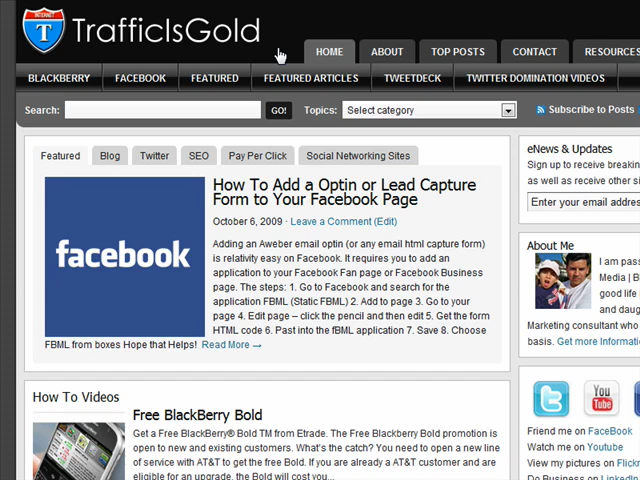 INTERNET
T
TrafficIsGold
HOME ABOUT TOP POSTS CONTACT RESOURCES
BLACKBERRY FACEBOOK FEATURED FEATURED ARTICLES TWEETDECK TWITTER DOMINATION VIDEOS
Search: GO! Topics: Select category Subscribe to Posts
Featured Blog Twitter SEO Pay Per Click Social Networking Sites
facebook
How To Add a Optin or Lead Capture
Form to Your Facebook Page
October 6, 2009 · Leave a Comment (Edit)
Adding an Aweber email optin (or any email html capture form)
is relativity easy on Facebook. It requires you to add an
application to your Facebook Fan page or Facebook Business
page. The steps: 1. Go to Facebook and search for the
application FBML (Static FBML) 2. Add to page 3. Go to your
page 4. Edit page – click the pencil and then edit 5. Get the form
HTML code 6. Past into the fBML application 7. Save 8. Choose
FBML from boxes Hope that Helps! Read More →
How To Videos
Free BlackBerry Bold
Get a Free BlackBerry® Bold TM from Etrade. The Free Blackberry Bold promotion is
open to new and existing customers. What's the catch? You need to open a new
line of service with AT&T to get the free Bold. If you are already a AT&T customer and are
eligible for an upgrade, the Bold will cost you...
eNews & Updates
Sign up to receive breakin
as well as receive other si
Enter your email addres
About Me
I am pas
Media | B
good life i
and daug
Marketing consultant who
basis. Get more Informati
t
You
Tube
Friend me on FaceBook
Watch me on Youtube
View my pictures on Flickr
Do Business on LinkedIn